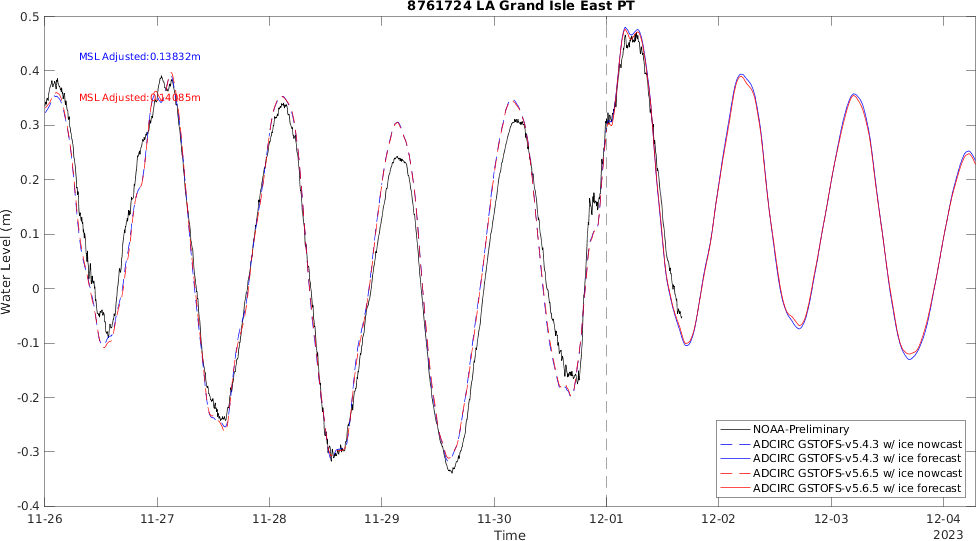 8761724 LA Grand Isle East PT
0.5
0.4
0.3
0.2
0.1
0
-0.1
-0.2
-0.3
-0.4
Water Level (m)
MSL Adjusted:0.13832m
MSL Adjusted:0.14085m
NOAA-Preliminary
ADCIRC GSTOFS-v5.4.3 w/ ice nowcast
ADCIRC GSTOFS-v5.4.3 w/ ice forecast
ADCIRC GSTOFS-v5.6.5 w/ ice nowcast
ADCIRC GSTOFS-v5.6.5 w/ ice forecast
11-26 11-27 11-28 11-29 11-30 12-01 12-02 12-03 12-04
Time
2023